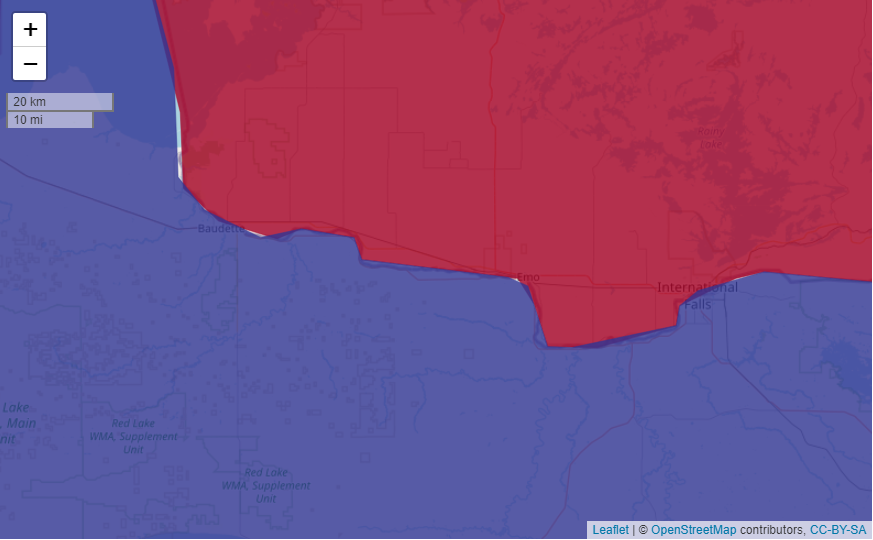 +
−
20 km
10 mi
Rainy
Lake
Baudette
Emo
International
Falls
Lake
, Main
nit
Red Lake
WMA, Supplement
Unit
Red Lake
WMA, Supplement
Unit
Leaflet | © OpenStreetMap contributors, CC-BY-SA